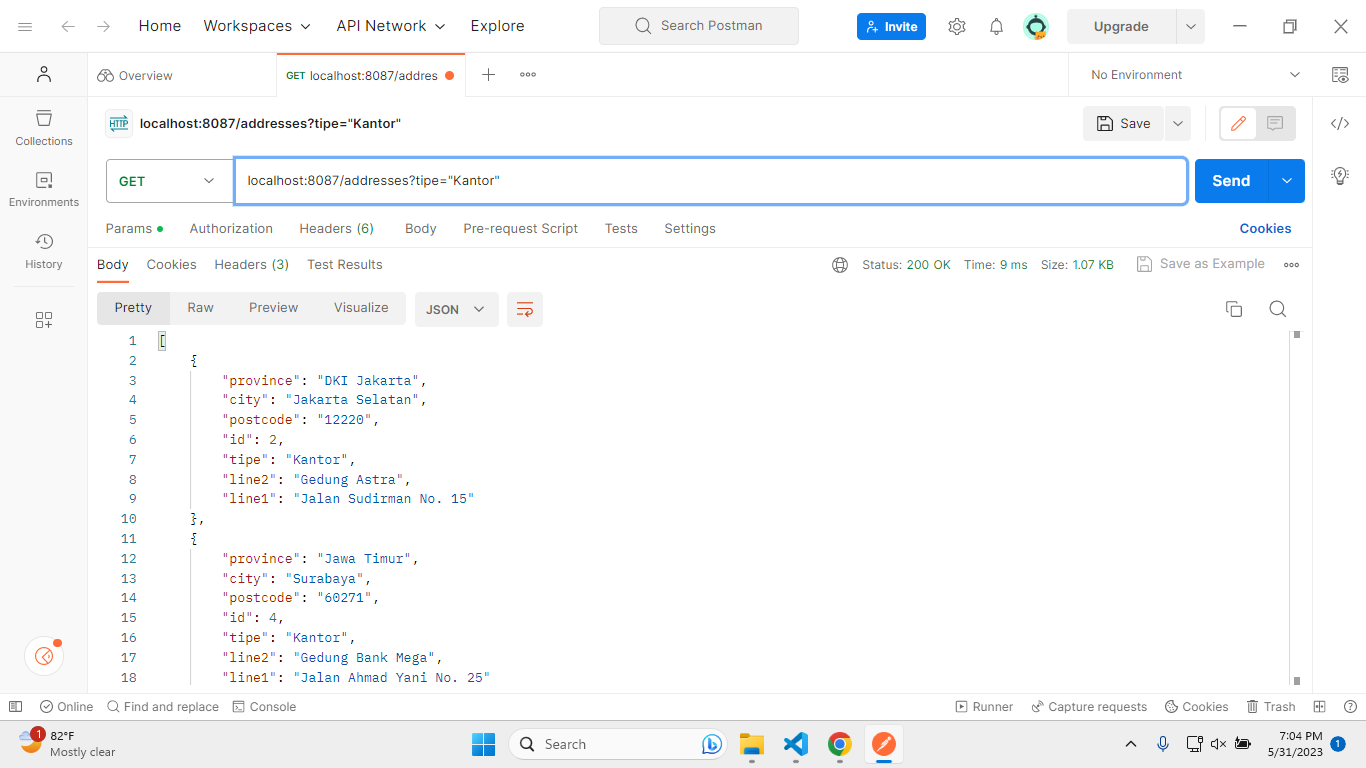 Home Workspaces API Network Explore Search Postman Invite Upgrade
Overview GET localhost:8087/addres No Environment
HTTP localhost:8087/addresses?tipe="Kantor" Save
Collections
GET localhost:8087/addresses?tipe="Kantor" Send
Environments
Params Authorization Headers (6) Body Pre-request Script Tests Settings Cookies
History
Body Cookies Headers (3) Test Results Status: 200 OK Time: 9 ms Size: 1.07 KB Save as Example
Pretty Raw Preview Visualize JSON
1 [
2 {
3 "province": "DKI Jakarta",
4 "city": "Jakarta Selatan",
5 "postcode": "12220",
6 "id": 2,
7 "tipe": "Kantor",
8 "line2": "Gedung Astra",
9 "line1": "Jalan Sudirman No. 15"
10 },
11 {
12 "province": "Jawa Timur",
13 "city": "Surabaya",
14 "postcode": "60271",
15 "id": 4,
16 "tipe": "Kantor",
17 "line2": "Gedung Bank Mega",
18 "line1": "Jalan Ahmad Yani No. 25"
Online Find and replace Console Runner Capture requests Cookies Trash
1 82°F
Mostly clear
Search
7:04 PM
5/31/2023 1